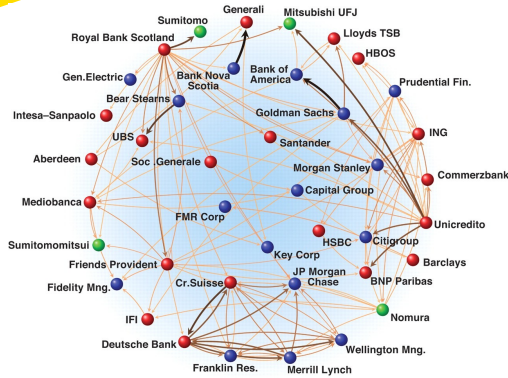 Generali
Sumitomo
Mitsubishi UFJ
Royal Bank Scotland
Lloyds TSB
HBOS
Gen.Electric
Bank Nova
Scotia
Bank of
America
Prudential Fin.
Bear Stearns
Goldman Sachs
Intesa–Sanpaolo
UBS
Santander
ING
Aberdeen
Soc.Generale
Morgan Stanley
Commerzbank
Capital Group
Mediobanca
FMR Corp
Unicredito
HSBC
Citigroup
Sumitomomitsui
Key Corp
Friends Provident
Barclays
BNP Paribas
Fidelity Mng.
Cr.Suisse
JP Morgan
Chase
IFI
Nomura
Deutsche Bank
Wellington Mng.
Franklin Res.
Merrill Lynch